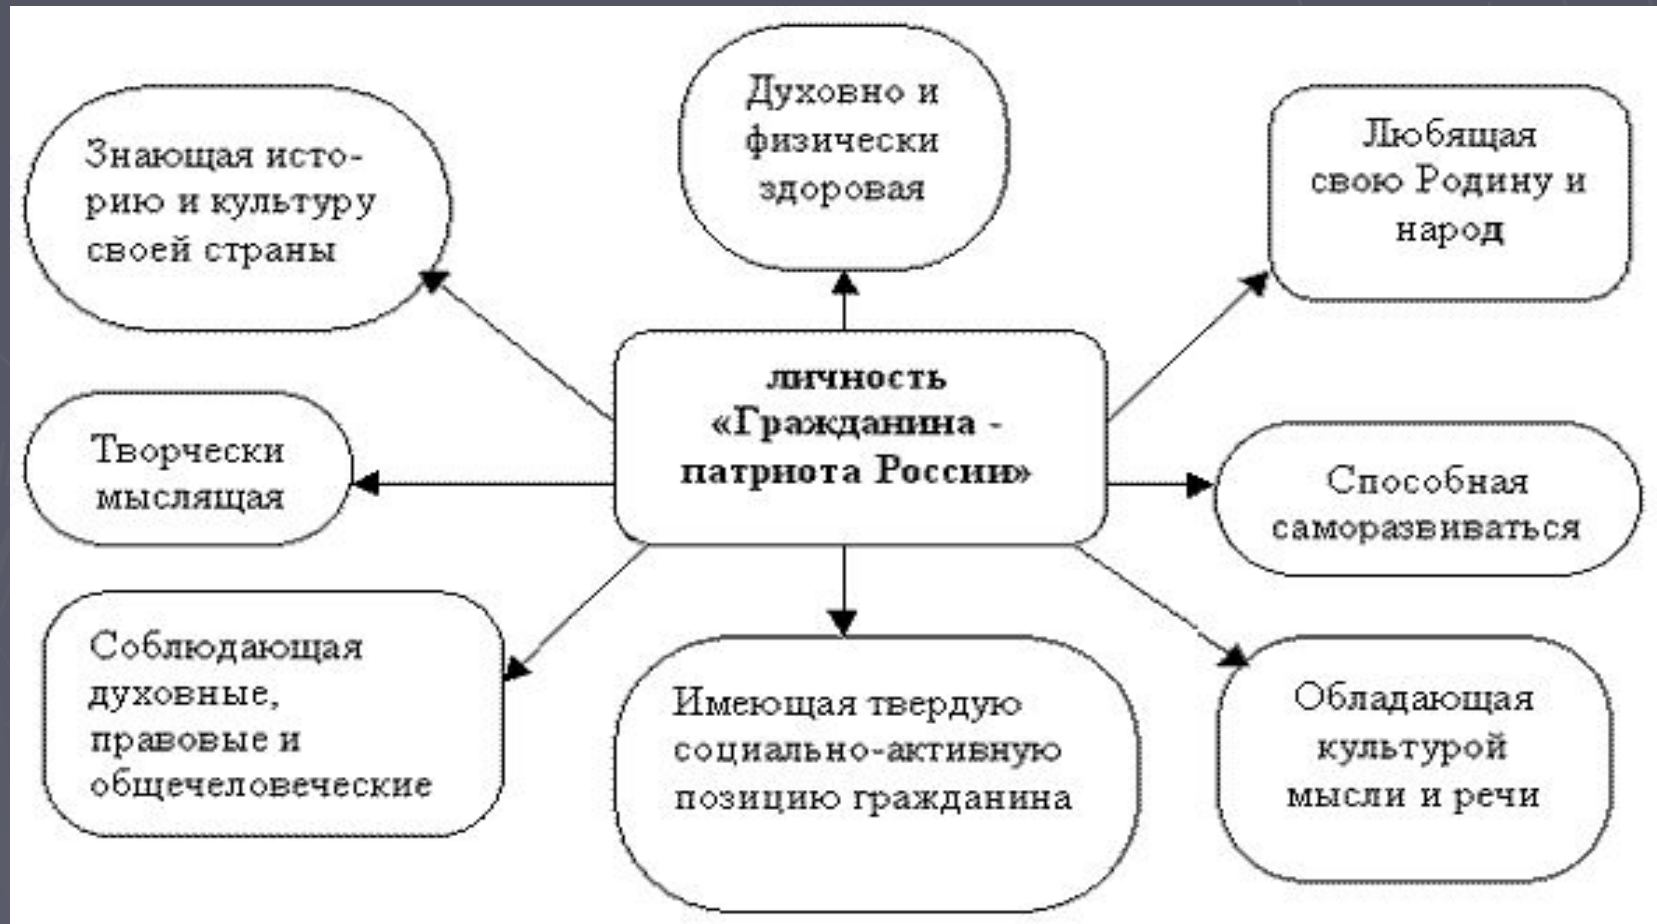 Духовно и
физически
здоровая
Знающая исто-
рию и культуру
своей страны
Любящая
свою Родину и
народ
личность
«Гражданина -
патриота России»
Творчески
мыслящая
Способная
саморазвиваться
Соблюдающая
духовные,
правовые и
общечеловеческие
Имеющая твердую
социально-активную
позицию гражданина
Обладающая
культурой
мысли и речи